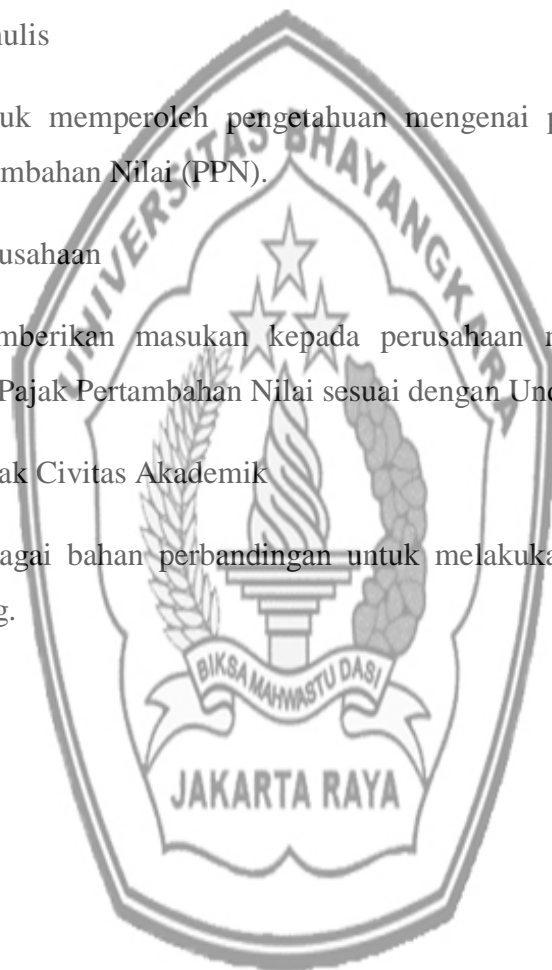 ulis
uk memperoleh pengetahuan mengenai p
mbahan Nilai (PPN).
usahaan
mberikan masukan kepada perusahaan
Pajak Pertambahan Nilai sesuai dengan Und
ak Civitas Akademik
agai bahan perbandingan untuk melakuka
g.
UNIVERSITAS BHAYANGKARA
BIKSA MAHWASTU DASI
JAKARTA RAYA